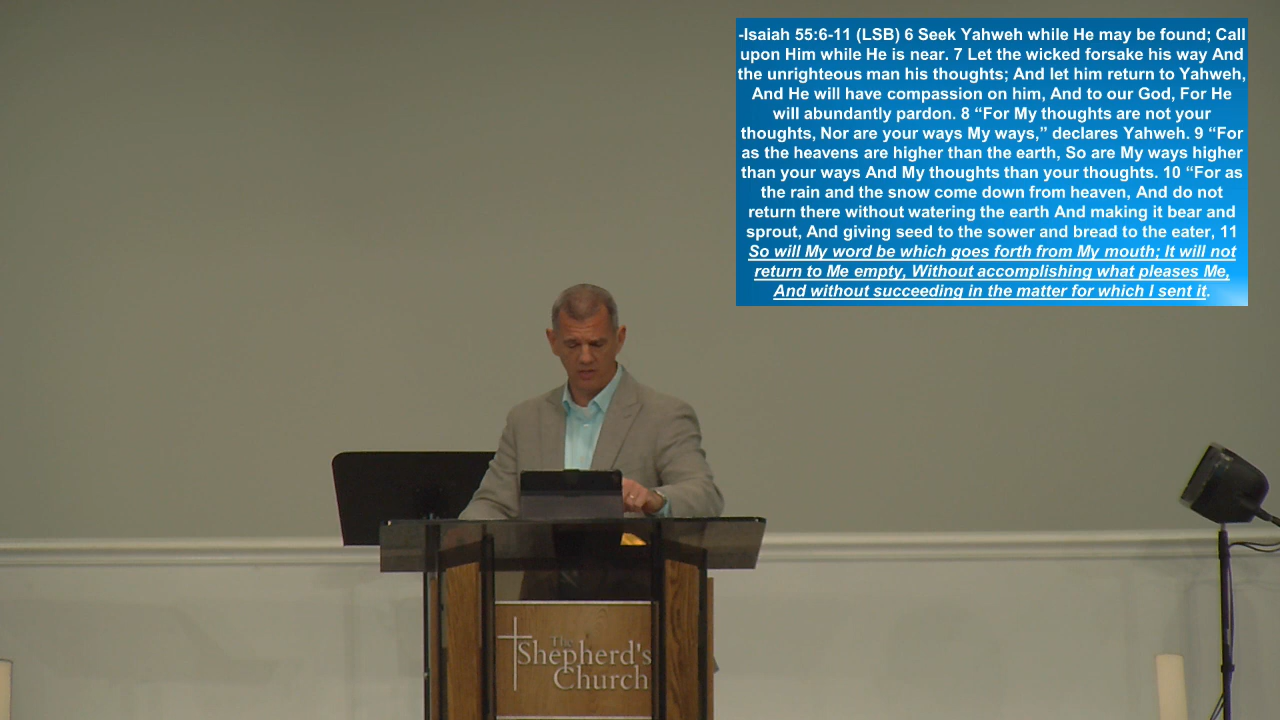 -Isaiah 55:6-11 (LSB) 6 Seek Yahweh while He may be found; Call
upon Him while He is near. 7 Let the wicked forsake his way And
the unrighteous man his thoughts; And let him return to Yahweh,
And He will have compassion on him, And to our God, For He
will abundantly pardon. 8 “For My thoughts are not your
thoughts, Nor are your ways My ways,” declares Yahweh. 9 “For
as the heavens are higher than the earth, So are My ways higher
than your ways And My thoughts than your thoughts. 10 “For as
the rain and the snow come down from heaven, And do not
return there without watering the earth And making it bear and
sprout, And giving seed to the sower and bread to the eater, 11
So will My word be which goes forth from My mouth; It will not
return to Me empty, Without accomplishing what pleases Me,
And without succeeding in the matter for which I sent it.
The
Shepherd's
Church